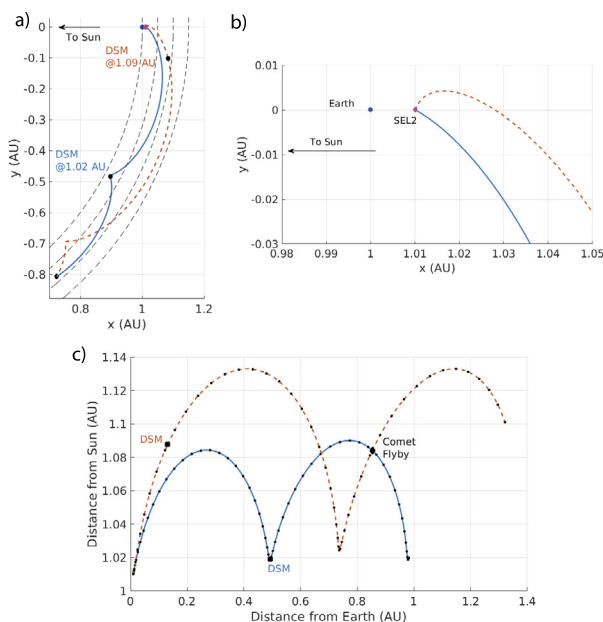 a)
0
-0.1
-0.2
-0.3
-0.4
-0.5
-0.6
-0.7
-0.8
y (AU)
To Sun
DSM
@1.09 AU
DSM
@1.02 AU
0.8 1 1.2
x (AU)
b)
0.01
0
-0.01
-0.02
-0.03
y (AU)
Earth
SEL2
To Sun
0.98 0.99 1 1.01 1.02 1.03 1.04 1.05
x (AU)
c)
1.14
1.12
1.1
1.08
1.06
1.04
1.02
1
Distance from Sun (AU)
DSM
Comet
Flyby
DSM
0 0.2 0.4 0.6 0.8 1 1.2 1.4
Distance from Earth (AU)